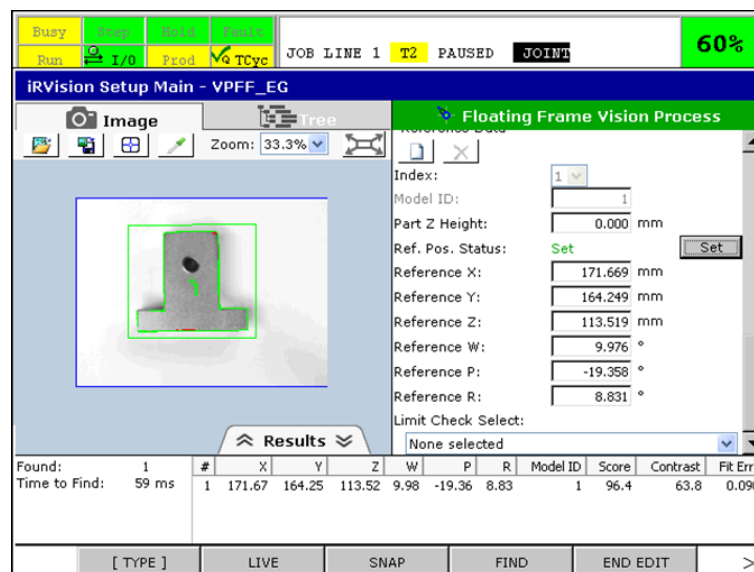 Busy Step Hold Fault
Run I/O Prod TCyc JOB LINE 1 T2 PAUSED JOINT 60%
iRVision Setup Main - VPFF_EG
Image Tree Floating Frame Vision Process
Zoom: 33.3% Reference Data
Index: 1
Model ID: 1
Part Z Height: 0.000 mm
Ref. Pos. Status: Set Set
Reference X: 171.669 mm
Reference Y: 164.249 mm
Reference Z: 113.519 mm
Reference W: 9.976 °
Reference P: -19.358 °
Reference R: 8.831 °
Limit Check Select:
Results None selected
Found: 1 # X Y Z W P R Model ID Score Contrast Fit Err
Time to Find: 59 ms 1 171.67 164.25 113.52 9.98 -19.36 8.83 1 96.4 63.8 0.09
[ TYPE ] LIVE SNAP FIND END EDIT >